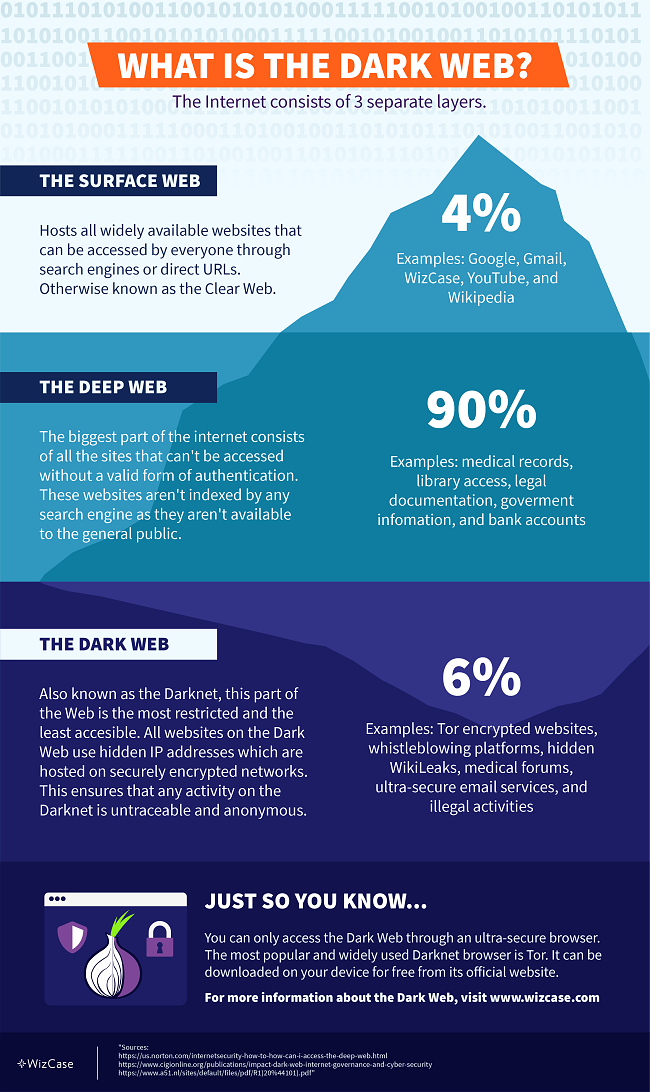 WHAT IS THE DARK WEB?
The Internet consists of 3 separate layers.
THE SURFACE WEB
Hosts all widely available websites that
can be accessed by everyone through
search engines or direct URLs.
Otherwise known as the Clear Web.
4%
Examples: Google, Gmail,
WizCase, YouTube, and
Wikipedia
THE DEEP WEB
The biggest part of the internet consists
of all the sites that can't be accessed
without a valid form of authentication.
These websites aren't indexed by any
search engine as they aren't available
to the general public.
90%
Examples: medical records,
library access, legal
documentation, goverment
infomation, and bank accounts
THE DARK WEB
Also known as the Darknet, this part of
the Web is the most restricted and the
least accesible. All websites on the Dark
Web use hidden IP addresses which are
hosted on securely encrypted networks.
This ensures that any activity on the
Darknet is untraceable and anonymous.
6%
Examples: Tor encrypted websites,
whistleblowing platforms, hidden
WikiLeaks, medical forums,
ultra-secure email services, and
illegal activities
JUST SO YOU KNOW...
You can only access the Dark Web through an ultra-secure browser.
The most popular and widely used Darknet browser is Tor. It can be
downloaded on your device for free from its official website.
For more information about the Dark Web, visit www.wizcase.com
WizCase
"Sources:
https://us.norton.com/internetsecurity-how-to-how-can-i-access-the-deep-web.html
https://www.cigionline.org/publications/impact-dark-web-internet-governance-and-cyber-security
https://www.a51.nl/sites/default/files/pdf/R1(20%44101).pdf"